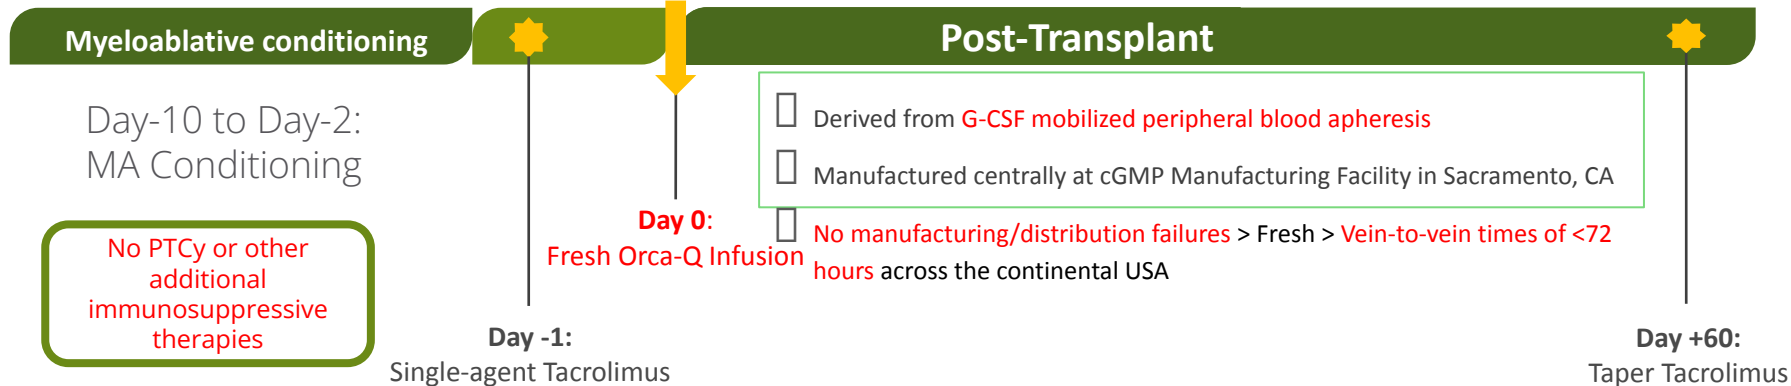 Myeloablative conditioning
Post-Transplant
Day-10 to Day-2:
MA Conditioning
No PTCy or other
additional
immunosuppressive
therapies
Day -1:
Single-agent Tacrolimus
Day 0:
Fresh Orca-Q Infusion
Derived from G-CSF mobilized peripheral blood apheresis
Manufactured centrally at cGMP Manufacturing Facility in Sacramento, CA
No manufacturing/distribution failures > Fresh > Vein-to-vein times of <72
hours across the continental USA
Day +60:
Taper Tacrolimus